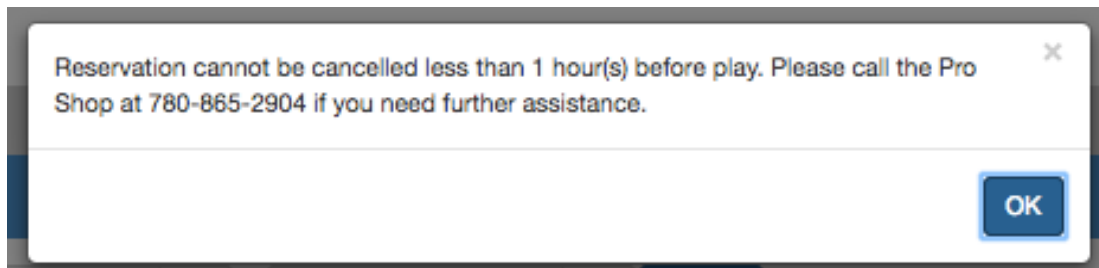 Reservation cannot be cancelled less than 1 hour(s) before play. Please call the Pro
Shop at 780-865-2904 if you need further assistance.
×
OK